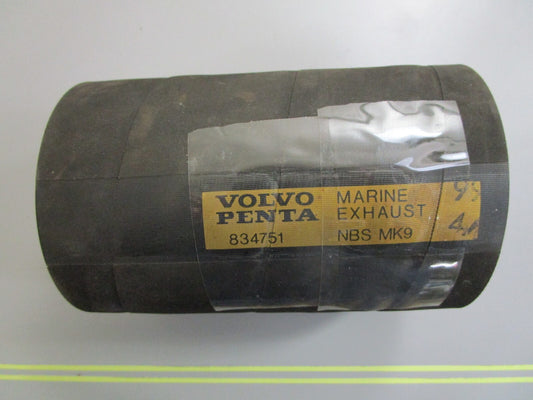 VOLVO
PENTA
834751
MARINE
EXHAUST
NBS MK9